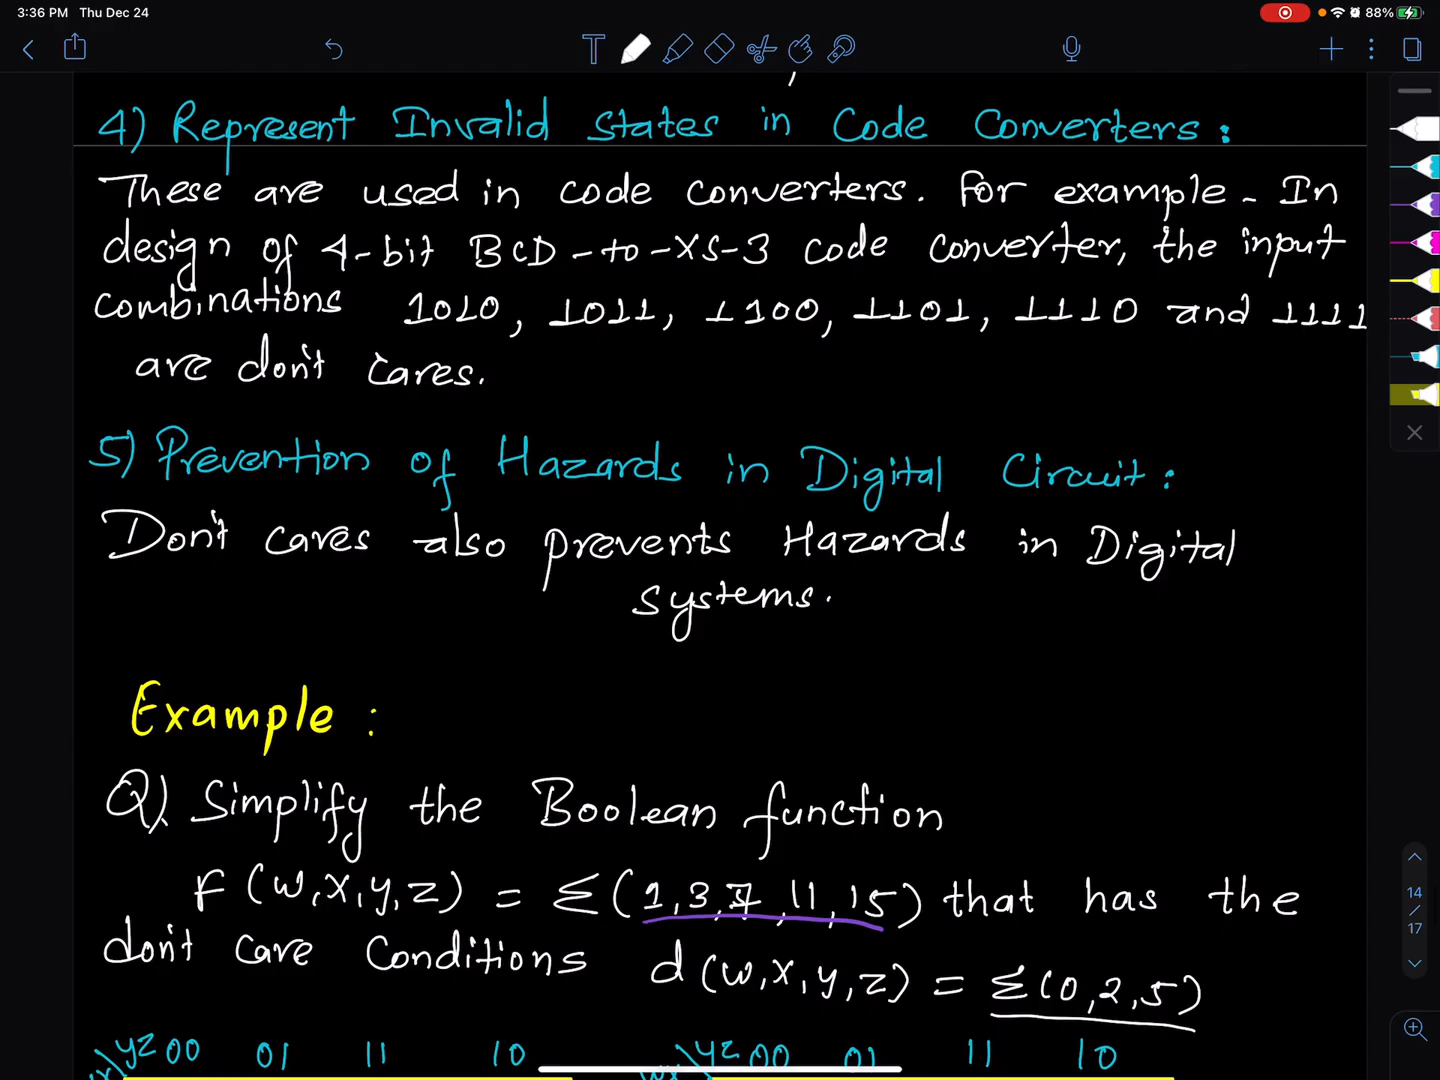 3:36 PM Thu Dec 24
88%
4) Represent Invalid States in Code Converters:
These are used in code converters. For example - In
design of 4-bit BCD-to-XS-3 code converter, the input
combinations 1010, 1011, 1100, 1101, 1110 and 1111
are don't cares.
5) Prevention of Hazards in Digital Circuit:
Don't cares also prevents Hazards in Digital
systems.
Example:
Q) Simplify the Boolean function
F (w,x,y,z) = Σ(1,3,7,11,15) that has the
don't care conditions d(w,x,y,z) = Σ(0,2,5)
yz 00 01 11 10
wx yz 00 01 11 10
14
/
17